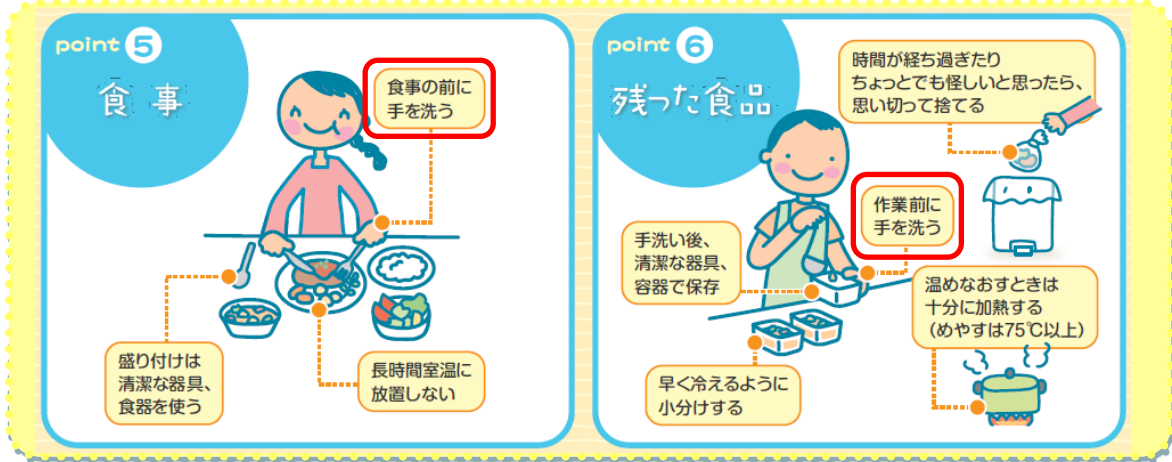 point 5
食事
食事の前に
手を洗う
盛り付けは
清潔な器具、
食器を使う
長時間室温に
放置しない
point 6
残った食品
時間が経ち過ぎたり
ちょっとでも怪しいと思ったら、
思い切って捨てる
作業前に
手を洗う
手洗い後、
清潔な器具、
容器で保存
温めなおすときは
十分に加熱する
（めやすは75℃以上）
早く冷えるように
小分けする